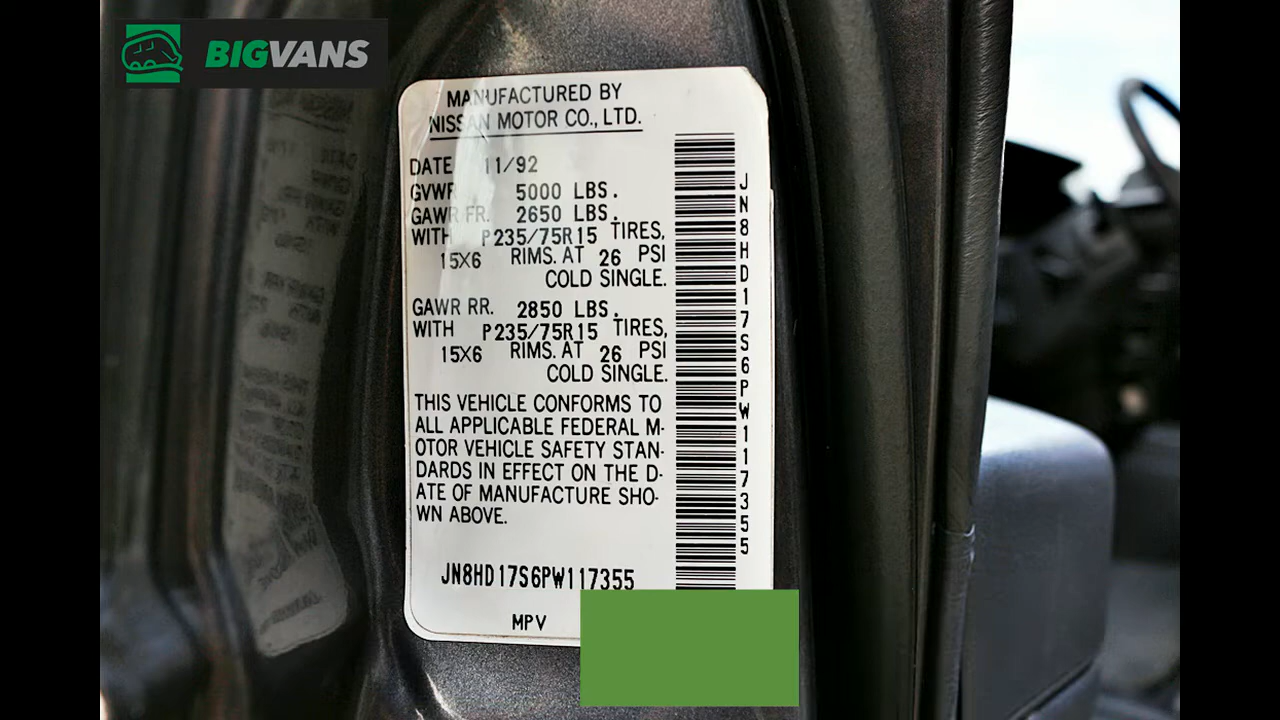 BIGVANS
MANUFACTURED BY
NISSAN MOTOR CO., LTD.
DATE 11/92
GVWR 5000 LBS.
GAWR FR. 2650 LBS.
WITH P235/75R15 TIRES,
15X6 RIMS. AT 26 PSI
COLD SINGLE.
GAWR RR. 2850 LBS.
WITH P235/75R15 TIRES,
15X6 RIMS. AT 26 PSI
COLD SINGLE.
THIS VEHICLE CONFORMS TO
ALL APPLICABLE FEDERAL M-
OTOR VEHICLE SAFETY STAN-
DARDS IN EFFECT ON THE D-
ATE OF MANUFACTURE SHO-
WN ABOVE.
JN8HD17S6PW117355
MPV
JN8HD17S6PW117355